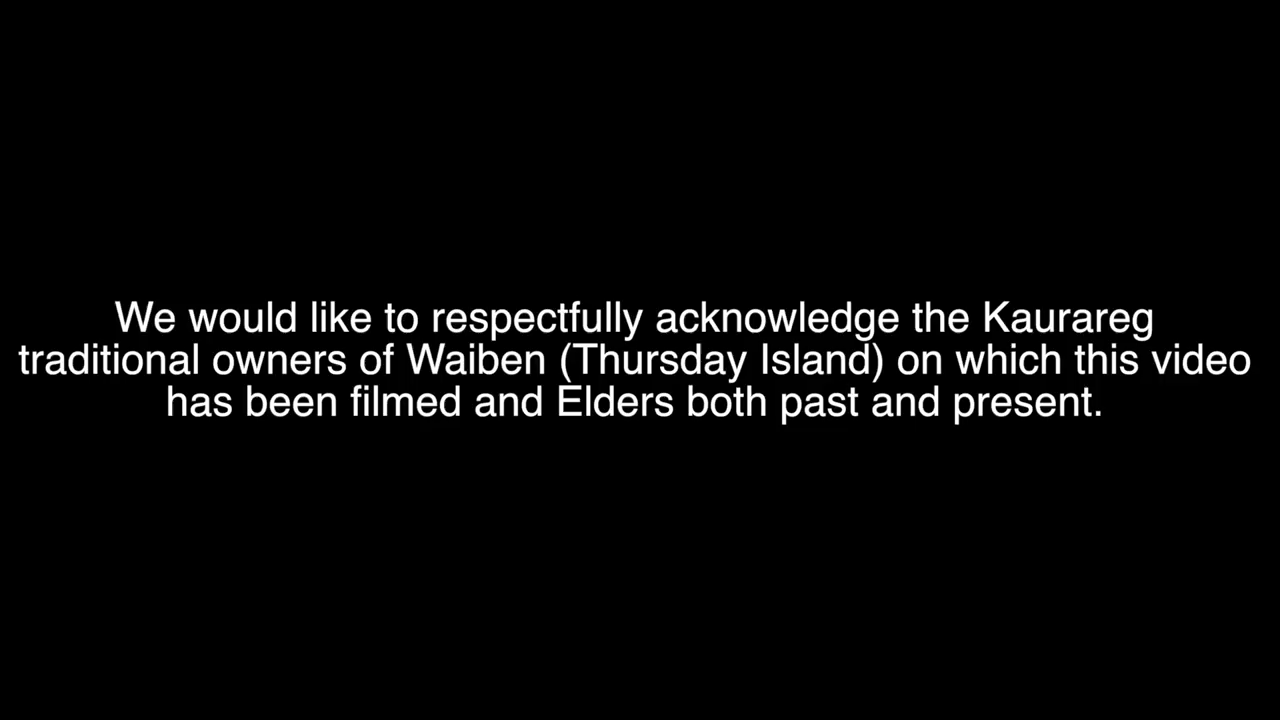 We would like to respectfully acknowledge the Kaurareg
traditional owners of Waiben (Thursday Island) on which this video
has been filmed and Elders both past and present.